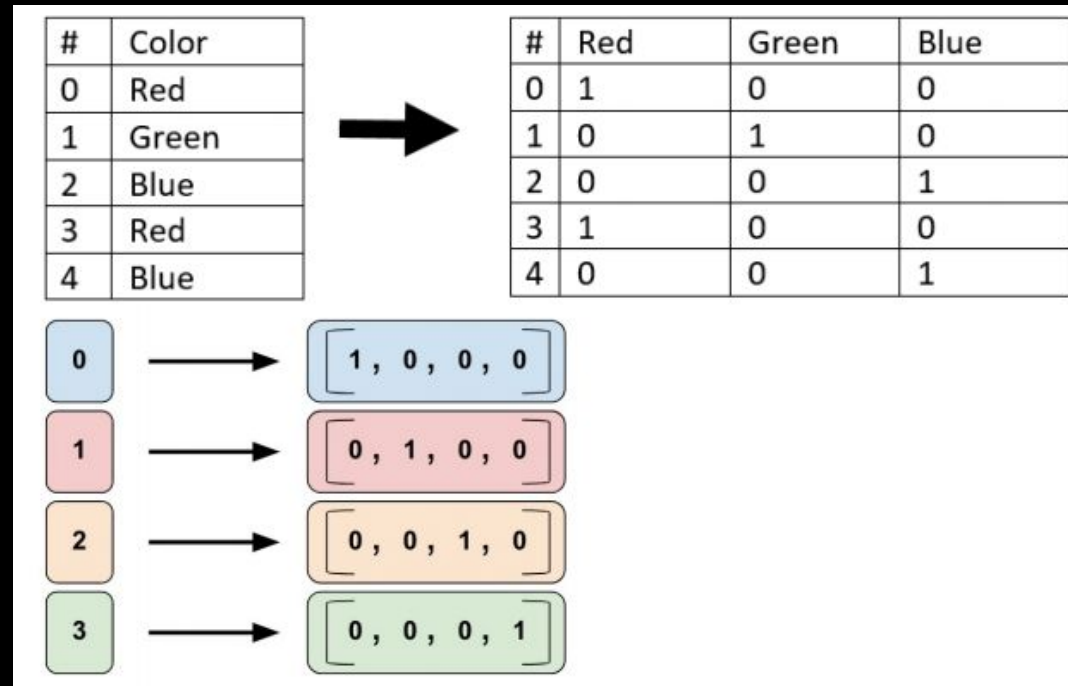 # Color
0 Red
1 Green
2 Blue
3 Red
4 Blue
# Red Green Blue
0 1 0 0
1 0 1 0
2 0 0 1
3 1 0 0
4 0 0 1
0 [1, 0, 0, 0]
1 [0, 1, 0, 0]
2 [0, 0, 1, 0]
3 [0, 0, 0, 1]